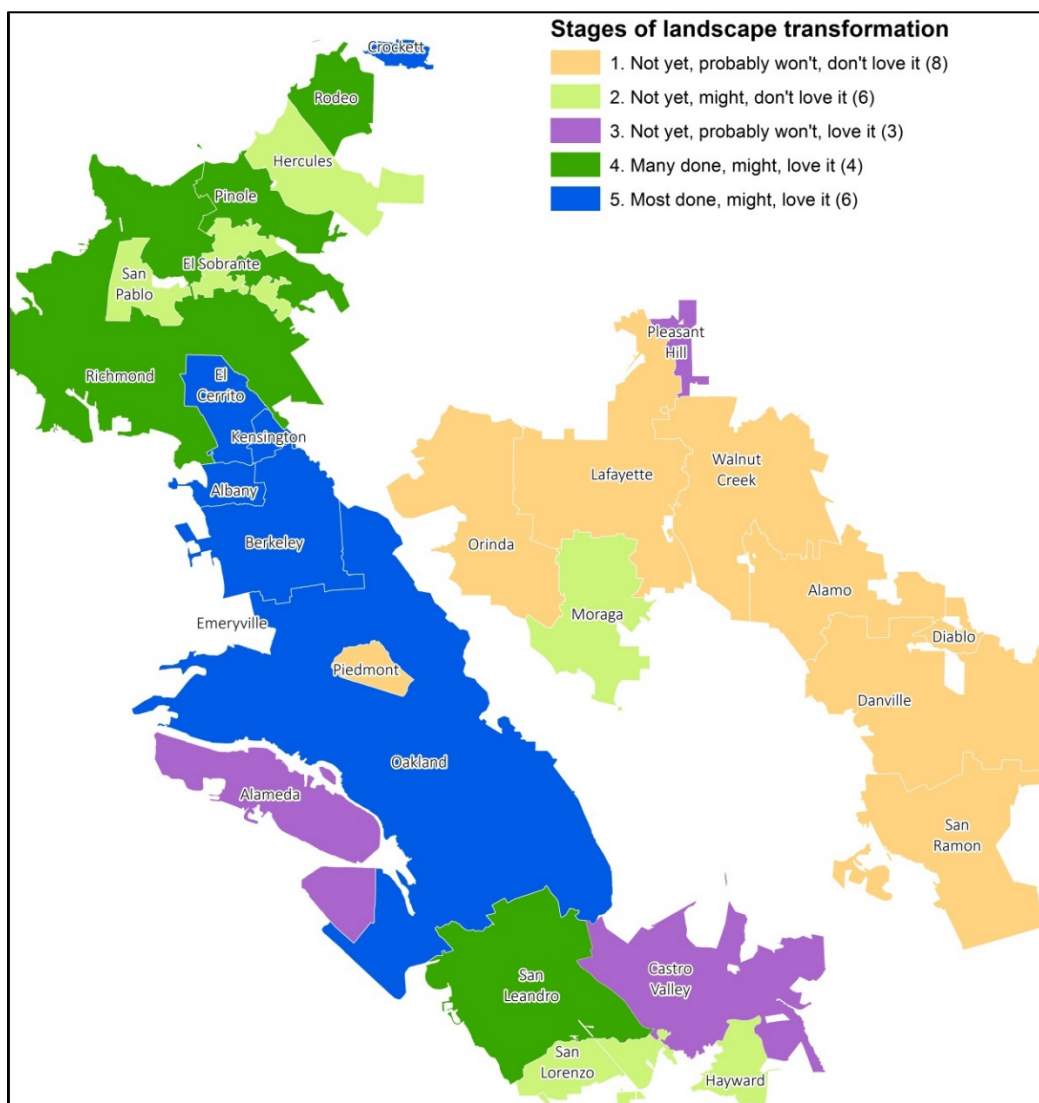 Stages of landscape transformation
1. Not yet, probably won't, don't love it (8)
2. Not yet, might, don't love it (6)
3. Not yet, probably won't, love it (3)
4. Many done, might, love it (4)
5. Most done, might, love it (6)
Crockett
Rodeo
Hercules
Pinole
El Sobrante
San
Pablo
Richmond
El
Cerrito
Kensington
Albany
Berkeley
Emeryville
Piedmont
Oakland
Alameda
Pleasant
Hill
Lafayette
Walnut
Creek
Orinda
Moraga
Alamo
Diablo
Danville
San
Ramon
San
Leandro
Castro
Valley
San
Lorenzo
Hayward